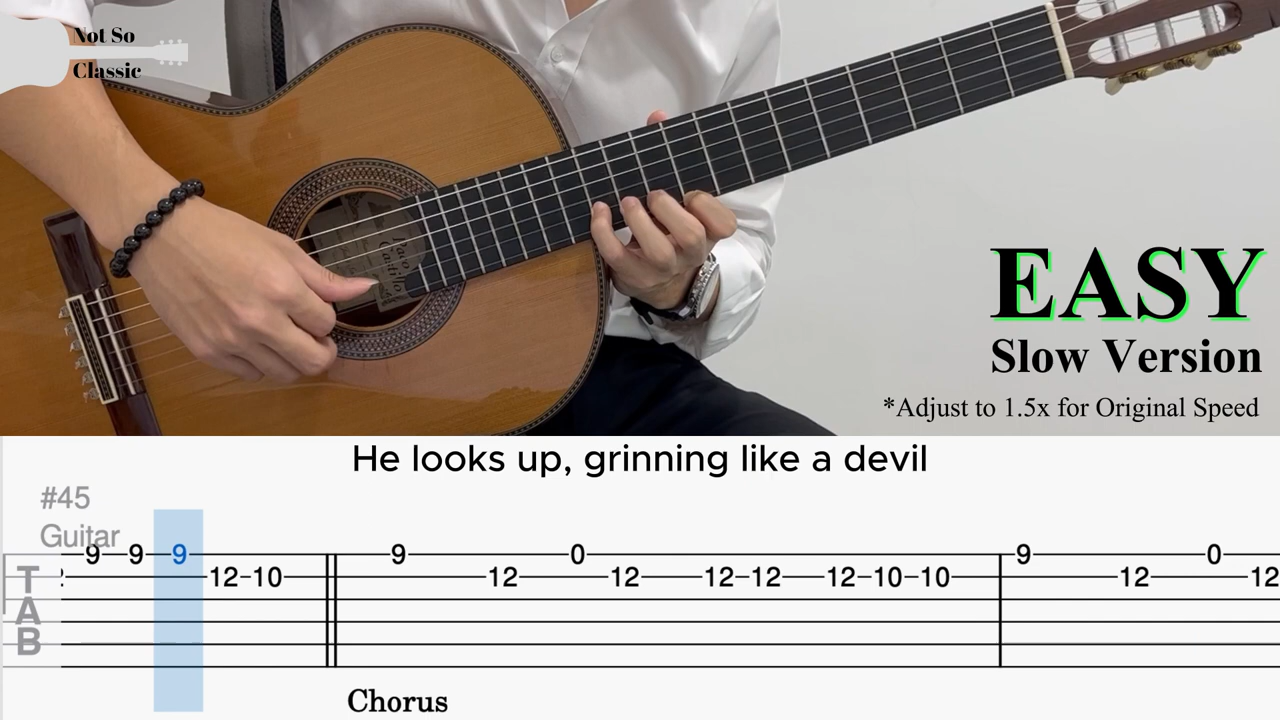 Not So
Classic
EASY
Slow Version
*Adjust to 1.5x for Original Speed
He looks up, grinning like a devil
#45
Guitar
9 9 9 9 0 9 0
T 12-10 12 12 12-12 12-10-10 12 12
A
B
Chorus